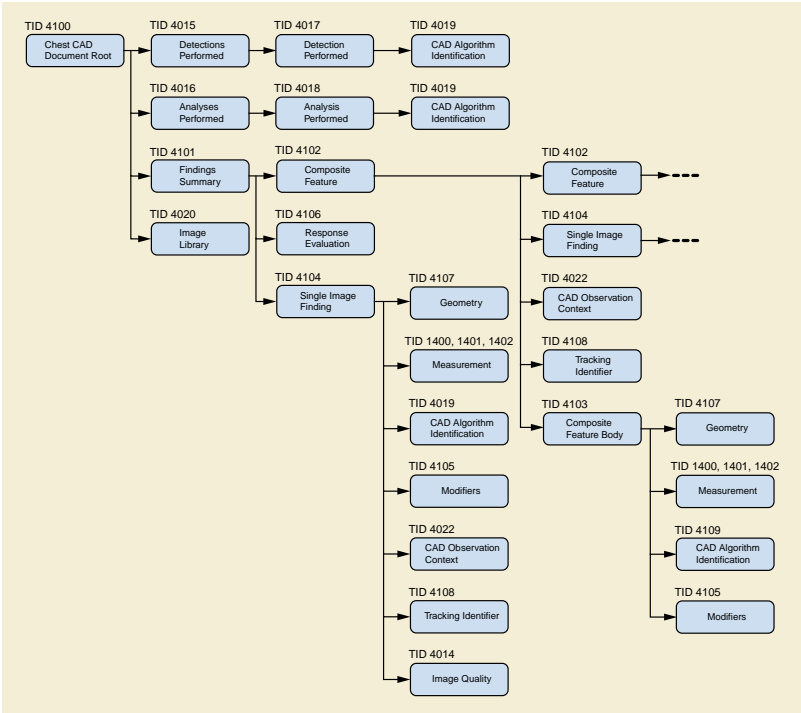 TID 4100
Chest CAD
Document Root
TID 4015
Detections
Performed
TID 4017
Detection
Performed
TID 4019
CAD Algorithm
Identification
TID 4016
Analyses
Performed
TID 4018
Analysis
Performed
TID 4019
CAD Algorithm
Identification
TID 4101
Findings
Summary
TID 4102
Composite
Feature
TID 4102
Composite
Feature
TID 4020
Image
Library
TID 4106
Response
Evaluation
TID 4104
Single Image
Finding
TID 4104
Single Image
Finding
TID 4107
Geometry
TID 4022
CAD Observation
Context
TID 1400, 1401, 1402
Measurement
TID 4108
Tracking
Identifier
TID 4019
CAD Algorithm
Identification
TID 4103
Composite
Feature Body
TID 4107
Geometry
TID 4105
Modifiers
TID 1400, 1401, 1402
Measurement
TID 4022
CAD Observation
Context
TID 4109
CAD Algorithm
Identification
TID 4108
Tracking Identifier
TID 4105
Modifiers
TID 4014
Image Quality